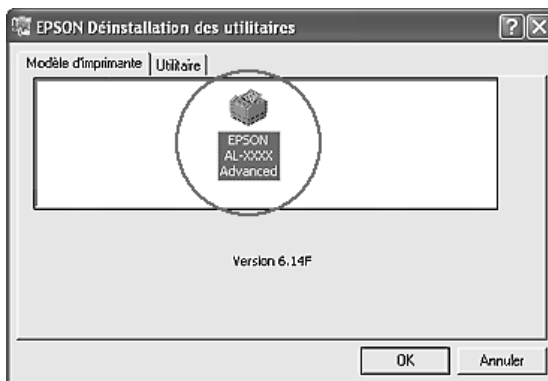 EPSON Désinstallation des utilitaires
Modèle d'imprimante
Utilitaire
EPSON
AL-XXXX
Advanced
Version 6.14F
OK
Annuler